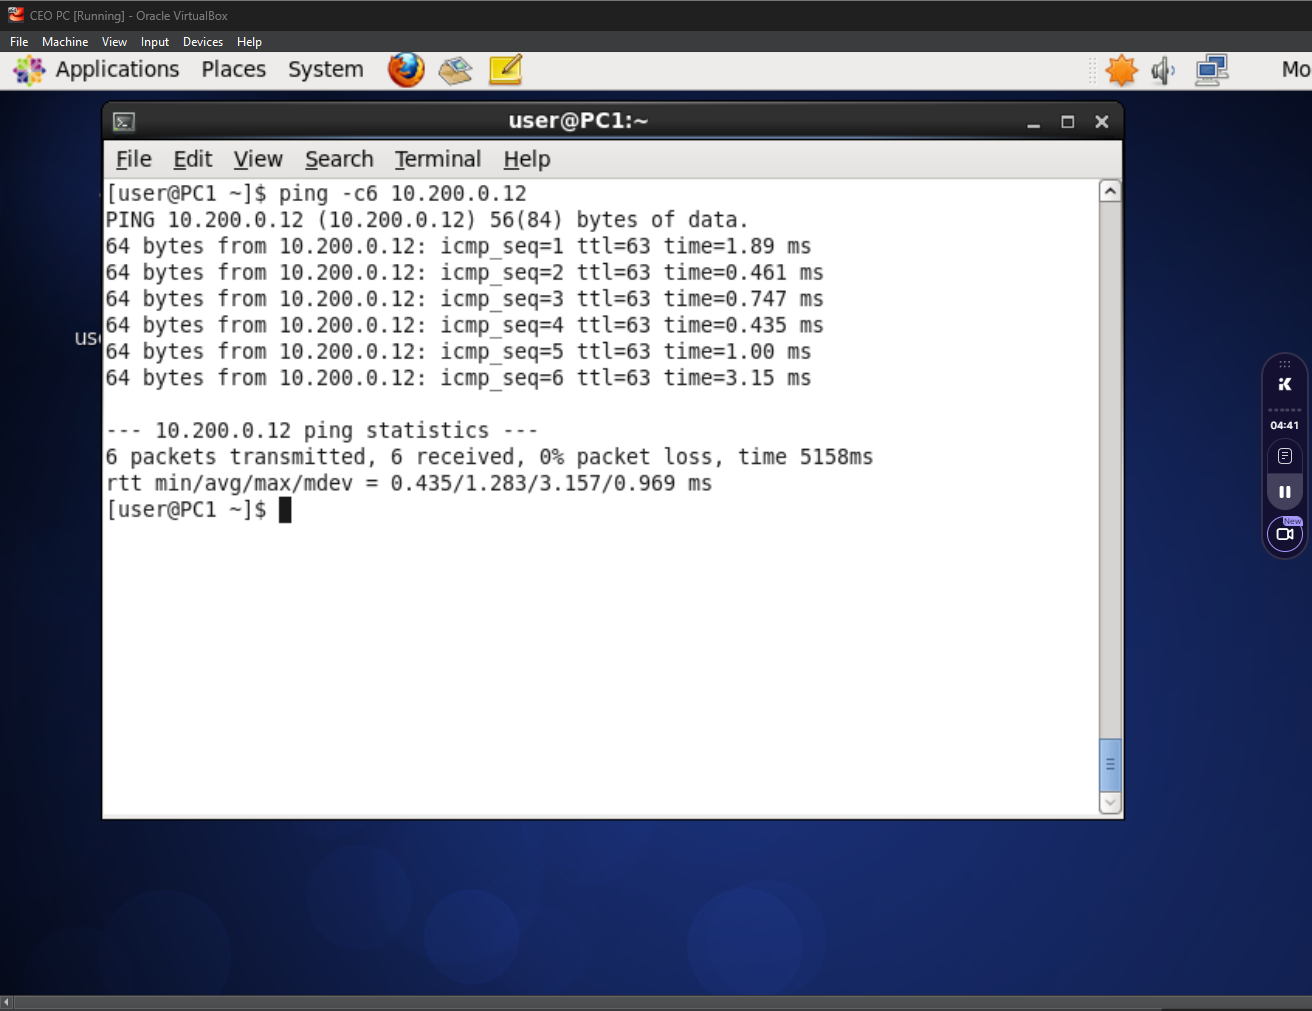 CEO PC [Running] - Oracle VirtualBox
File Machine View Input Devices Help
Applications Places System Mo
user@PC1:~
File Edit View Search Terminal Help
[user@PC1 ~]$ ping -c6 10.200.0.12
PING 10.200.0.12 (10.200.0.12) 56(84) bytes of data.
64 bytes from 10.200.0.12: icmp_seq=1 ttl=63 time=1.89 ms
64 bytes from 10.200.0.12: icmp_seq=2 ttl=63 time=0.461 ms
64 bytes from 10.200.0.12: icmp_seq=3 ttl=63 time=0.747 ms
64 bytes from 10.200.0.12: icmp_seq=4 ttl=63 time=0.435 ms
64 bytes from 10.200.0.12: icmp_seq=5 ttl=63 time=1.00 ms
64 bytes from 10.200.0.12: icmp_seq=6 ttl=63 time=3.15 ms
--- 10.200.0.12 ping statistics ---
6 packets transmitted, 6 received, 0% packet loss, time 5158ms
rtt min/avg/max/mdev = 0.435/1.283/3.157/0.969 ms
[user@PC1 ~]$
use
04:41
New